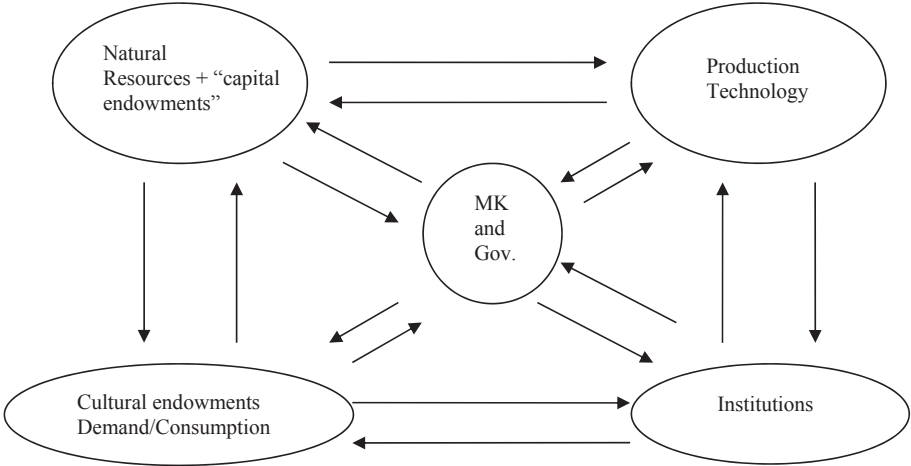 Natural
Resources + “capital
endowments”
Production
Technology
MK
and
Gov.
Cultural endowments
Demand/Consumption
Institutions